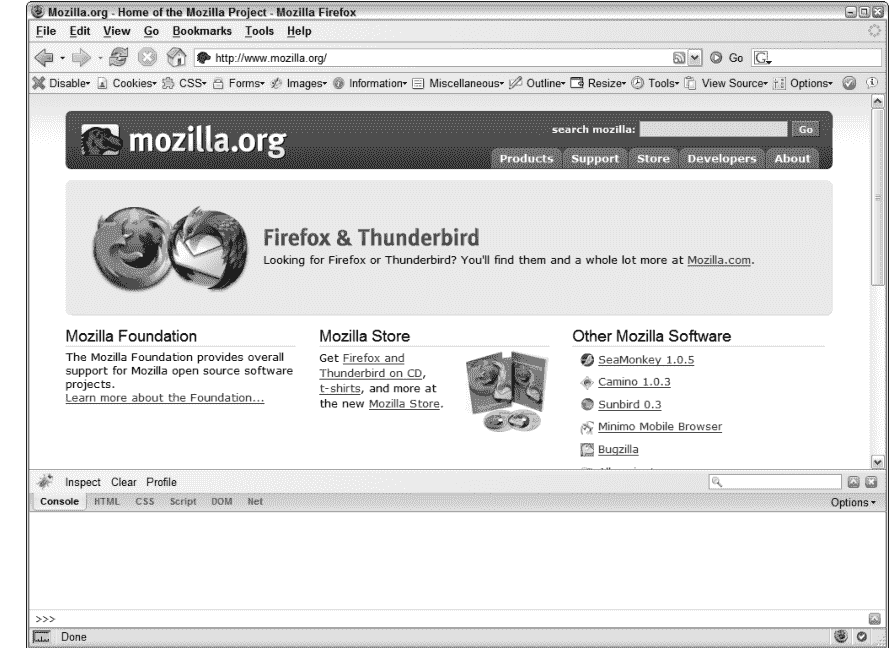 Mozilla.org - Home of the Mozilla Project - Mozilla Firefox
File Edit View Go Bookmarks Tools Help
http://www.mozilla.org/ Go G
Disable Cookies CSS Forms Images Information Miscellaneous Outline Resize Tools View Source Options
mozilla.org
search mozilla: Go
Products Support Store Developers About
Firefox & Thunderbird
Looking for Firefox or Thunderbird? You'll find them and a whole lot more at Mozilla.com.
Mozilla Foundation
The Mozilla Foundation provides overall
support for Mozilla open source software
projects.
Learn more about the Foundation...
Mozilla Store
Get Firefox and
Thunderbird on CD,
t-shirts, and more at
the new Mozilla Store.
Other Mozilla Software
SeaMonkey 1.0.5
Camino 1.0.3
Sunbird 0.3
Minimo Mobile Browser
Bugzilla
Inspect Clear Profile
Console HTML CSS Script DOM Net Options
>>>
Done